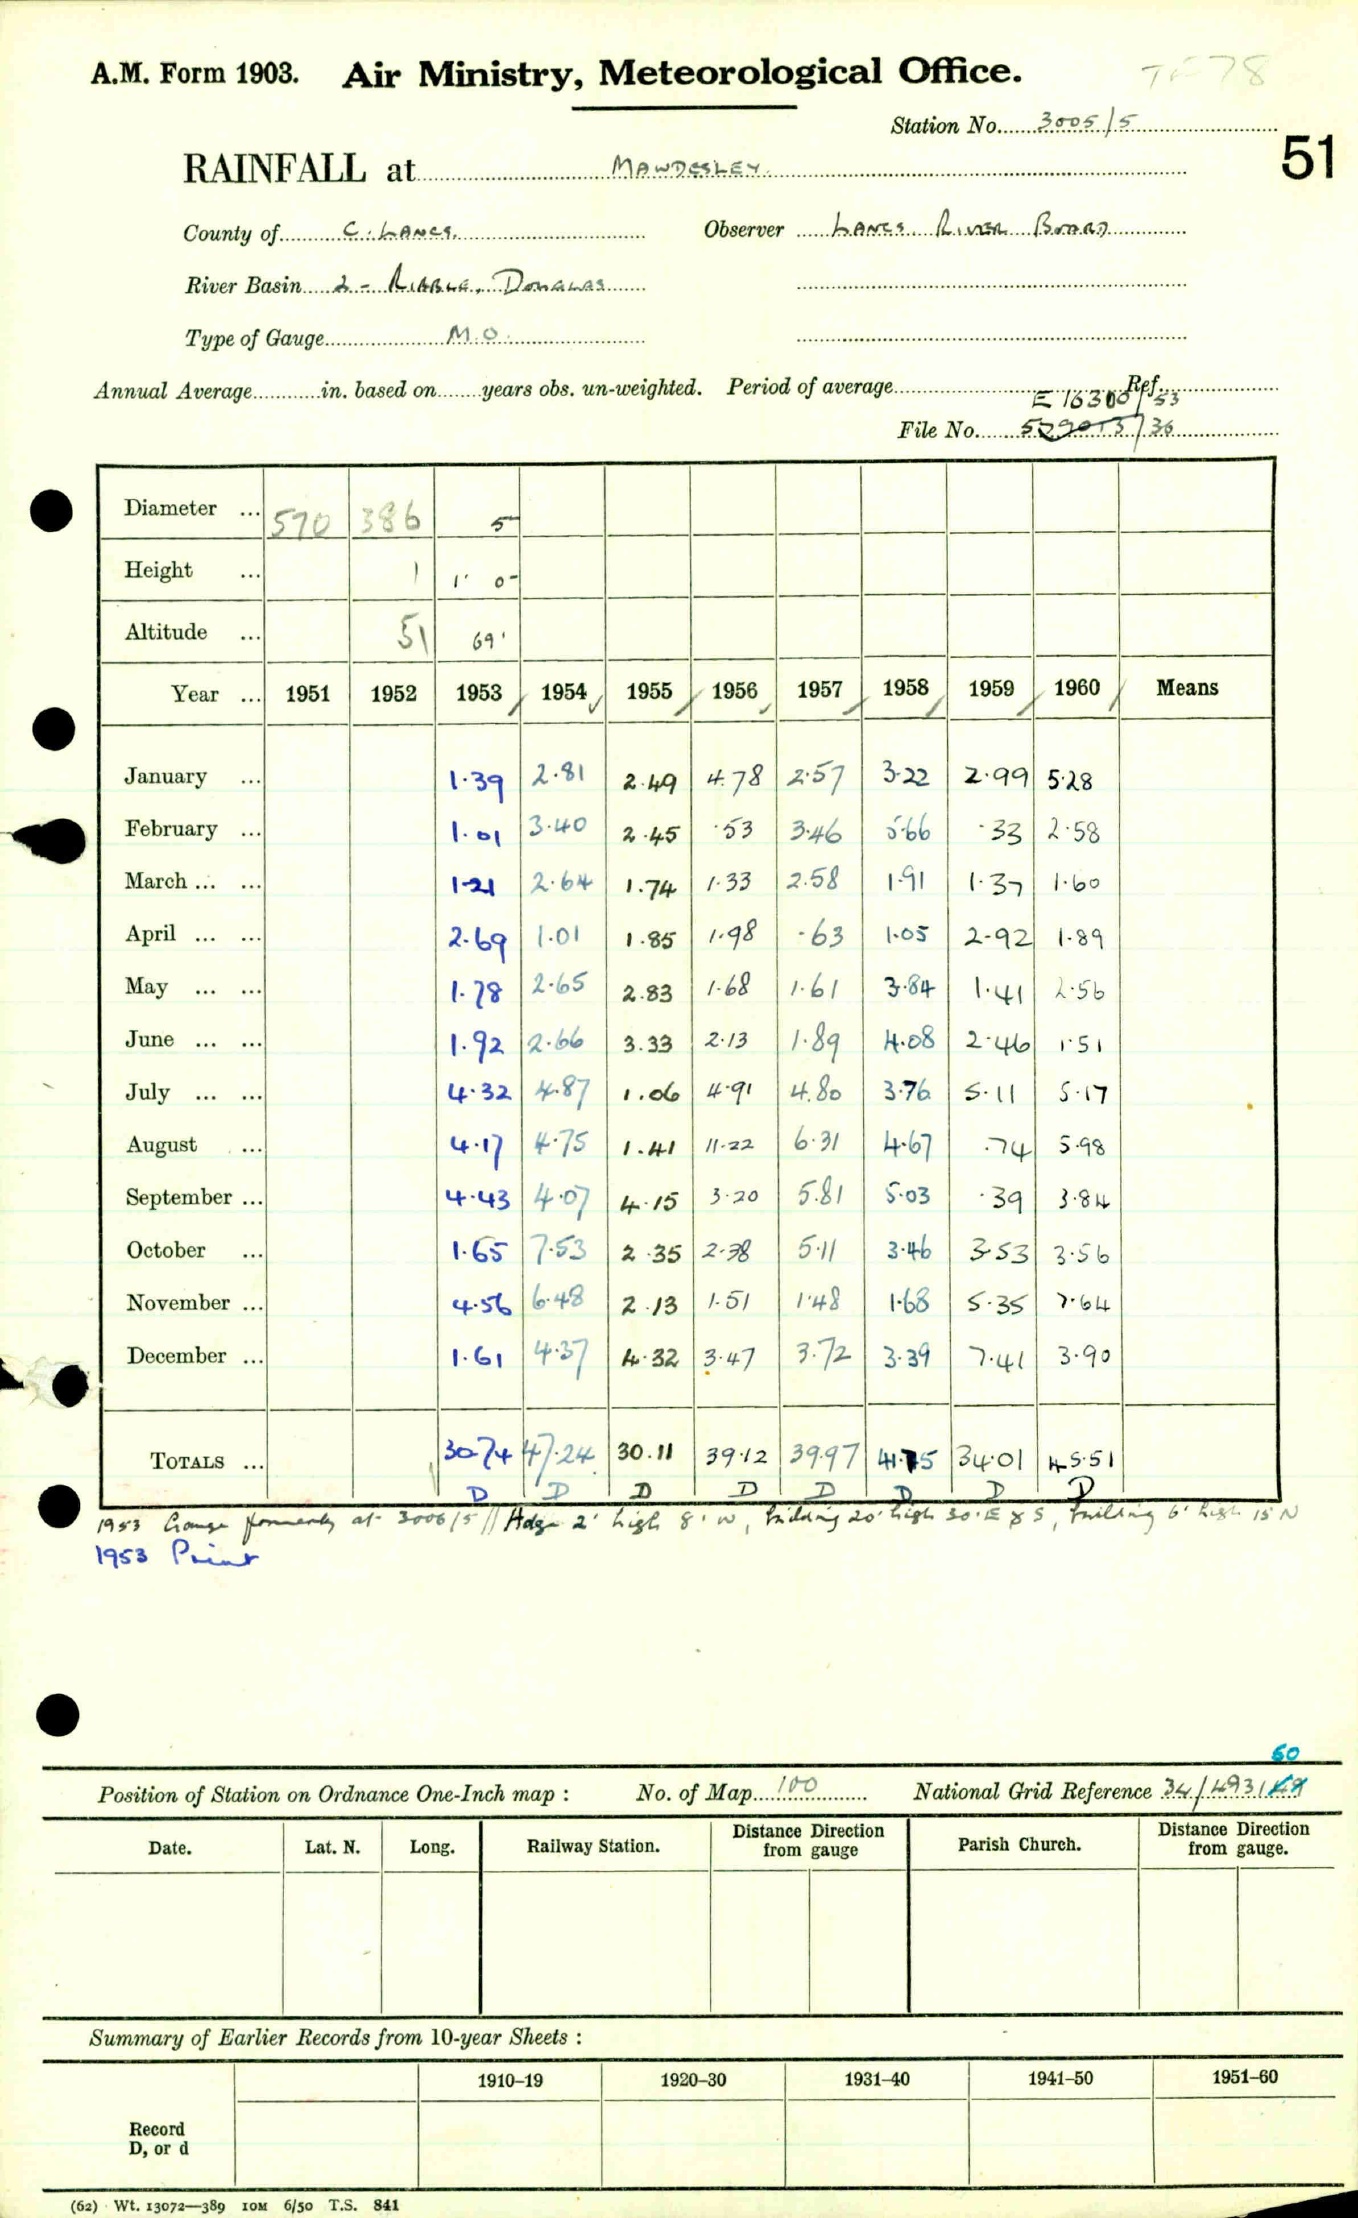 A.M. Form 1903. Air Ministry, Meteorological Office.
Station No. 3005/5
51
RAINFALL at MAWDESLEY.
County of C. LANCS. Observer LANCS. RIVER BOARD
River Basin 2 - RIBBLE, DOUGLAS
Type of Gauge M.O.
Annual Average in. based on years obs. un-weighted. Period of average Ref.
E 16300/53
File No. 529013/36
Diameter ... 570 386 5
Height ... 1 1' 0"
Altitude ... 51 69'
Year ... 1951 1952 1953 1954 1955 1956 1957 1958 1959 1960 Means
January ... 1.39 2.81 2.49 4.78 2.57 3.22 2.99 5.28
February ... 1.01 3.40 2.45 .53 3.46 5.66 .33 2.58
March ... ... 1.21 2.64 1.74 1.33 2.58 1.91 1.37 1.60
April ... ... 2.69 1.01 1.85 1.98 .63 1.05 2.92 1.89
May ... ... 1.78 2.65 2.83 1.68 1.61 3.84 1.41 2.56
June ... ... 1.92 2.66 3.33 2.13 1.89 4.08 2.46 1.51
July ... ... 4.32 4.87 1.06 4.91 4.80 3.76 5.11 5.17
August ... 4.17 4.75 1.41 11.22 6.31 4.67 .74 5.98
September ... 4.43 4.07 4.15 3.20 5.81 5.03 .39 3.84
October ... 1.65 7.53 2.35 2.38 5.11 3.46 3.53 3.56
November ... 4.56 6.48 2.13 1.51 1.48 1.68 5.35 7.64
December ... 1.61 4.37 4.32 3.47 3.72 3.39 7.41 3.90
TOTALS ... 30.74 47.24 30.11 39.12 39.97 41.75 34.01 45.51
D D D D D D D D
1953 Gauge formerly at 3006/5 // Hdge 2' high 8' W, building 20' high 30' E & S, building 6' high 15' N
1953 Print
60
Position of Station on Ordnance One-Inch map : No. of Map 100 National Grid Reference 34/4931
Date. Lat. N. Long. Railway Station. Distance Direction from gauge Parish Church. Distance Direction from gauge.
Summary of Earlier Records from 10-year Sheets :
1910–19 1920–30 1931–40 1941–50 1951–60
Record
D, or d
(62) Wt. 13072—389 10M 6/50 T.S. 841